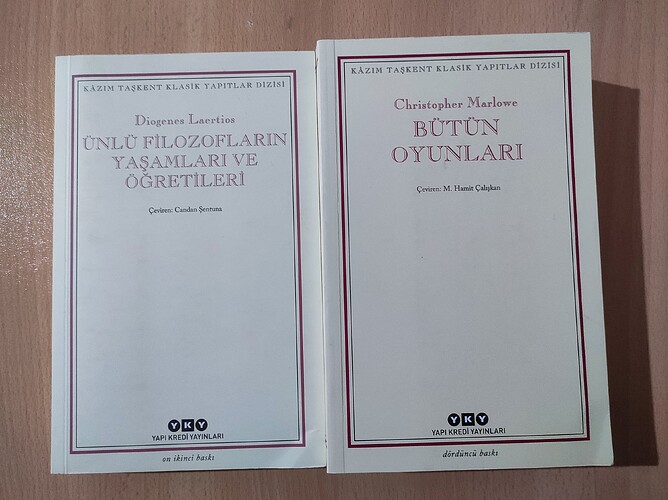 KÂZIM TAŞKENT KLASİK YAPITLAR DİZİSİ
Diogenes Laertios
ÜNLÜ FİLOZOFLARIN
YAŞAMLARI VE
ÖĞRETİLERİ
Çeviren: Candan Şentuna
YKY
YAPI KREDİ YAYINLARI
on ikinci baskı
KÂZIM TAŞKENT KLASİK YAPITLAR DİZİSİ
Christopher Marlowe
BÜTÜN
OYUNLARI
Çeviren: M. Hamit Çalışkan
YKY
YAPI KREDİ YAYINLARI
dördüncü baskı